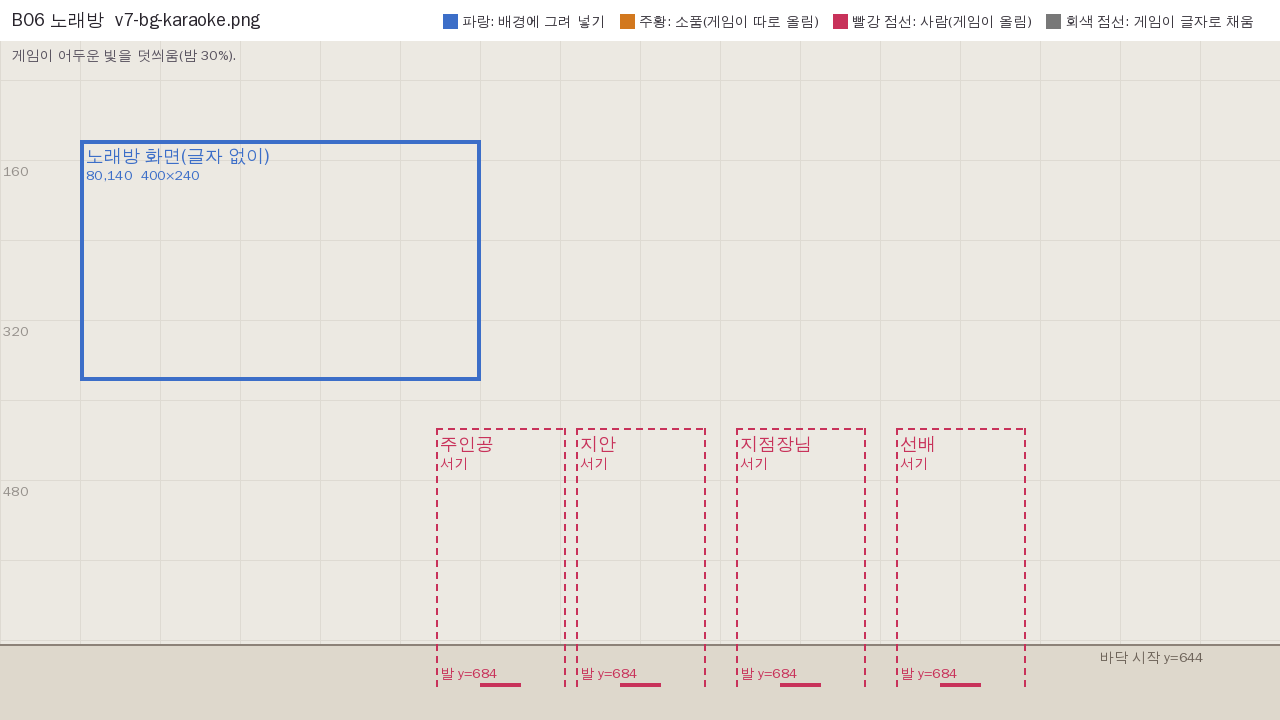 B06 노래방 v7-bg-karaoke.png
파랑: 배경에 그려 넣기
주황: 소품(게임이 따로 올림)
빨강 점선: 사람(게임이 올림)
회색 점선: 게임이 글자로 채움
게임이 어두운 빛을 덧씌움(밤 30%).
160
노래방 화면(글자 없이)
80,140 400×240
320
주인공
서기
지안
서기
지점장님
서기
선배
서기
480
바닥 시작 y=644
발 y=684
발 y=684
발 y=684
발 y=684